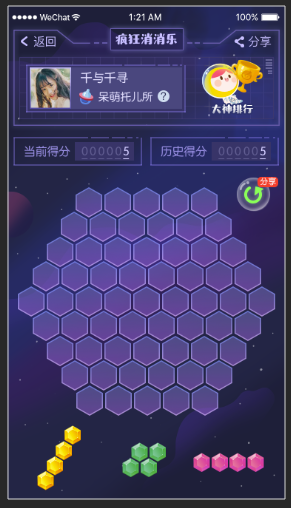 ●●●●● WeChat 1:21 AM 100%
< 返回 疯狂消消乐 分享
千与千寻
呆萌托儿所 ?
大神排行
当前得分 000005 历史得分 000005
分享